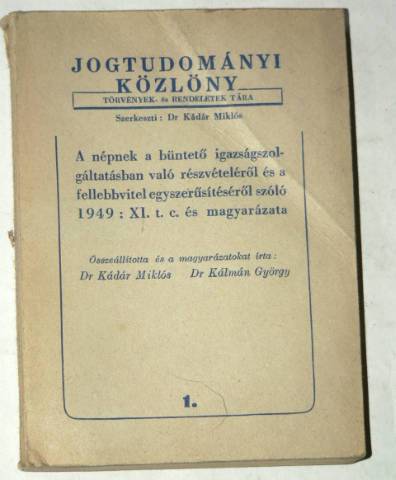 JOGTUDOMÁNYI
KÖZLÖNY
TÖRVÉNYEK- és RENDELETEK TÁRA
Szerkeszti : Dr Kádár Miklós
A népnek a büntető igazságszol-
gáltatásban való részvételéről és a
fellebbvitel egyszerűsítéséről szóló
1949 : XI. t. c. és magyarázata
Összeállította és a magyarázatokat írta :
Dr Kádár Miklós Dr Kálmán György
1.